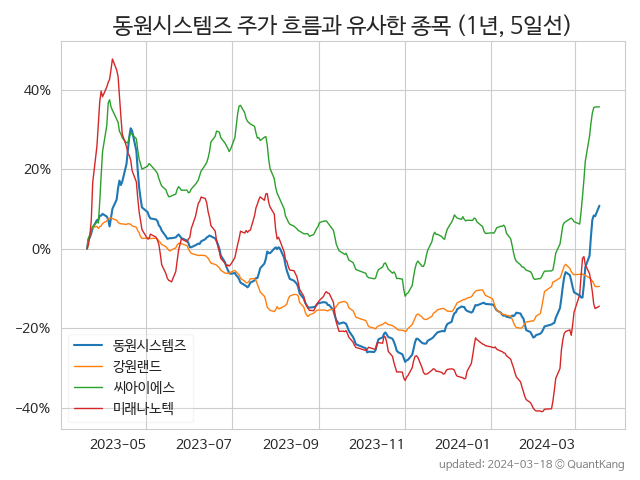 동원시스템즈 주가 흐름과 유사한 종목 (1년, 5일선)
40%
20%
0%
−20%
−40%
동원시스템즈
강원랜드
씨아이에스
미래나노텍
2023-05 2023-07 2023-09 2023-11 2024-01 2024-03
updated: 2024-03-18 © QuantKang